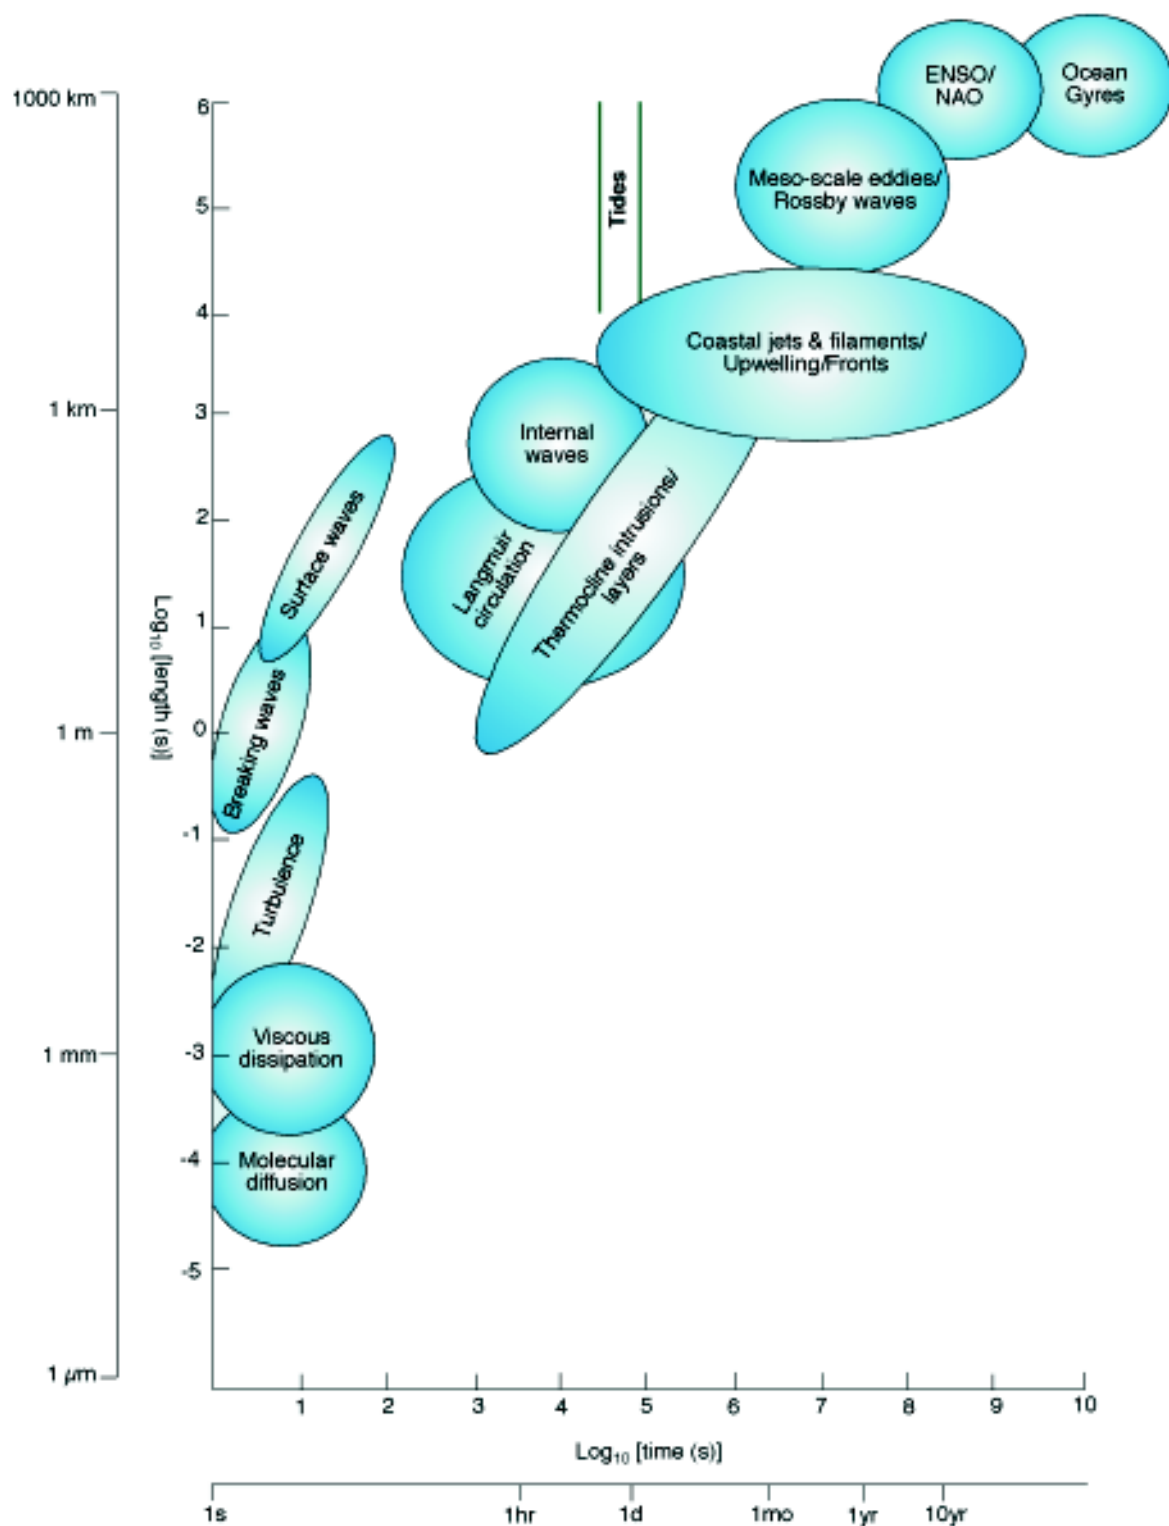 ENSO/
NAO
Ocean
Gyres
1000 km
6
Meso-scale eddies/
Rossby waves
Tides
5
4
Coastal jets & filaments/
Upwelling/Fronts
1 km
3
Internal
waves
2
Surface waves
Langmuir
circulation
Thermocline intrusions/
layers
1
Log₁₀ [length (s)]
Breaking waves
1 m
0
-1
Turbulence
-2
1 mm
-3
Viscous
dissipation
-4
Molecular
diffusion
-5
1 µm
1 2 3 4 5 6 7 8 9 10
Log₁₀ [time (s)]
1s 1hr 1d 1mo 1yr 10yr